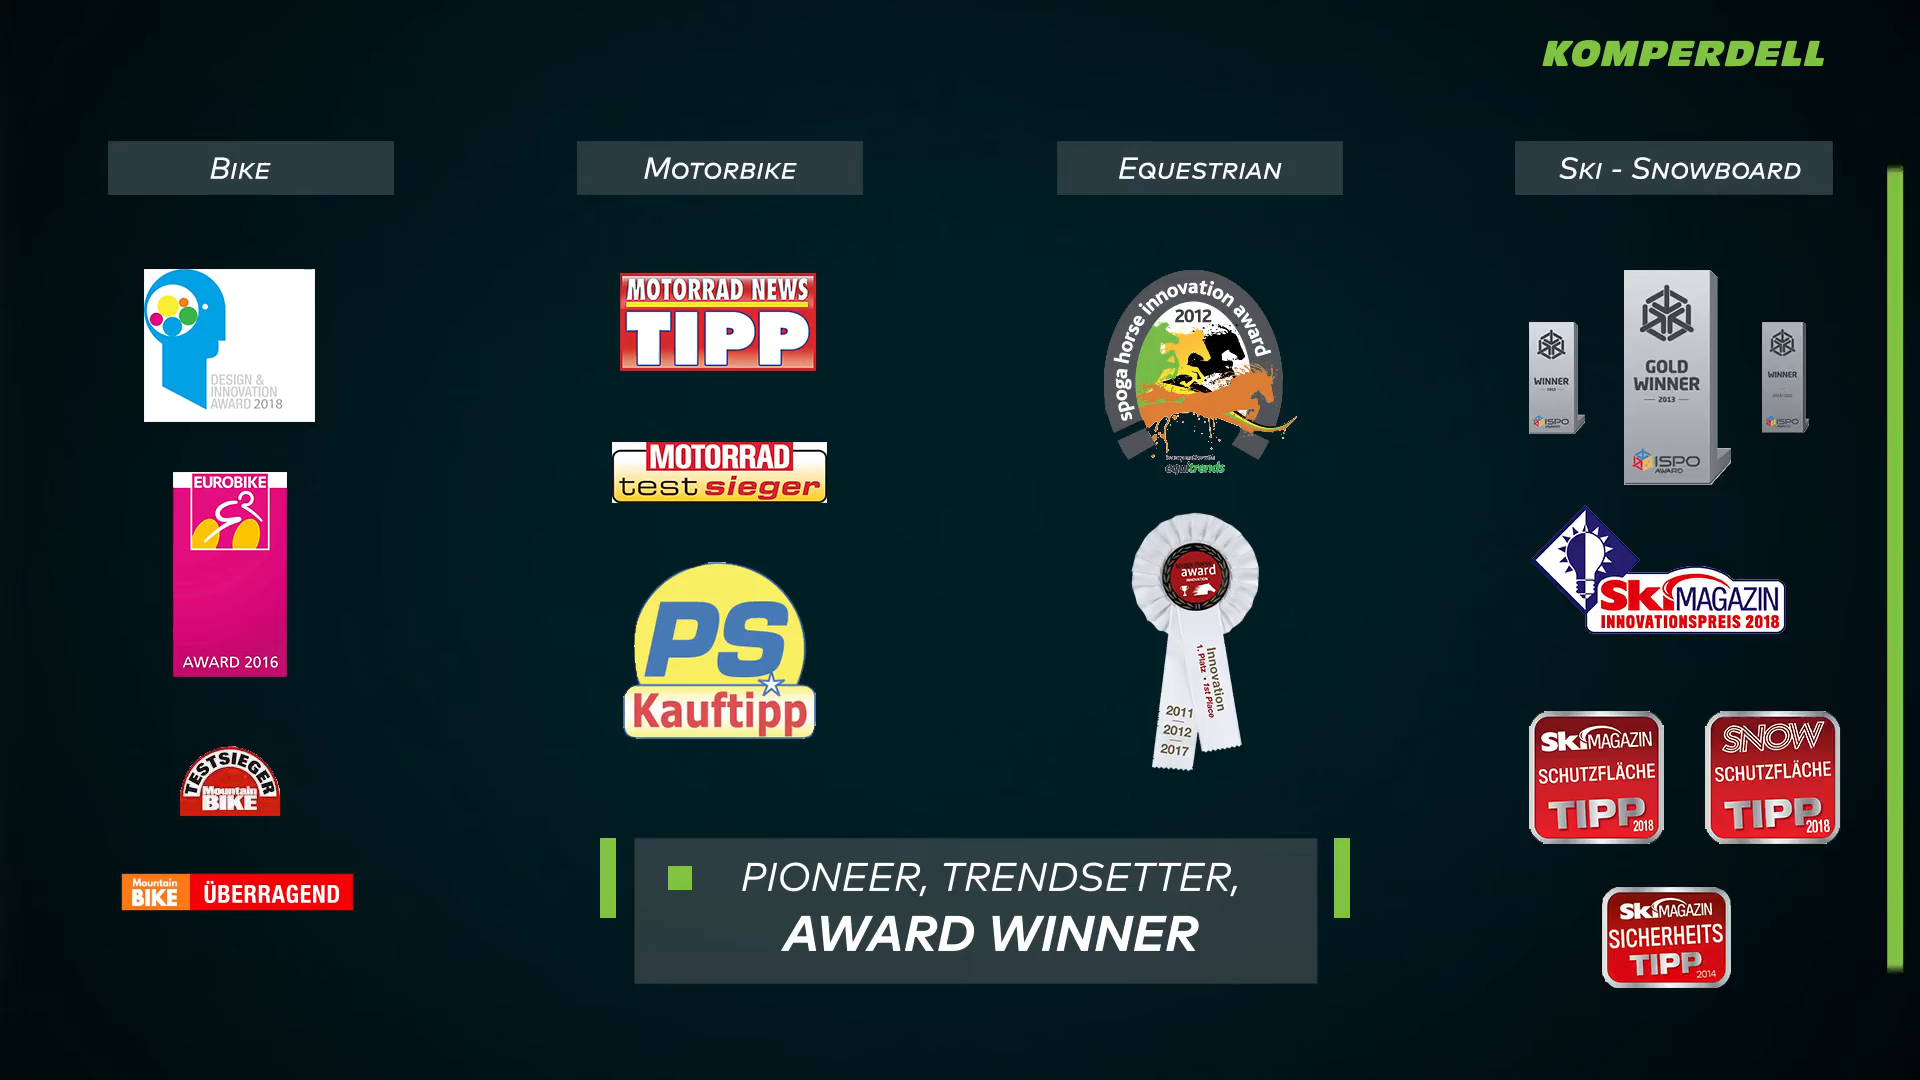 KOMPERDELL
BIKE
MOTORBIKE
EQUESTRIAN
SKI - SNOWBOARD
DESIGN &
INNOVATION
AWARD 2018
EUROBIKE
AWARD 2016
TESTSIEGER
Mountain
BIKE
Mountain
BIKE
ÜBERRAGEND
MOTORRAD NEWS
TIPP
MOTORRAD
test sieger
PS
Kauftipp
spoga horse innovation award
2012
equitrends
award
INNOVATION
Innovation
1. Platz • 1st Place
2011
2012
2017
WINNER
ISPO
GOLD
WINNER
2013
ISPO
AWARD
WINNER
ISPO
SkiMAGAZIN
INNOVATIONSPREIS 2018
SkiMAGAZIN
SCHUTZFLÄCHE
TIPP 2018
SNOW
SCHUTZFLÄCHE
TIPP 2018
SkiMAGAZIN
SICHERHEITS
TIPP 2014
PIONEER, TRENDSETTER,
AWARD WINNER